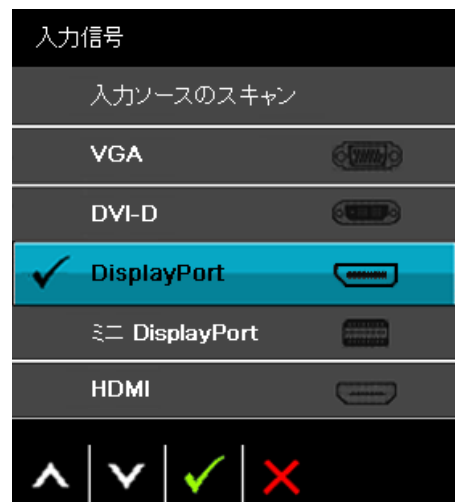 入力信号
入力ソースのスキャン
VGA
DVI-D
DisplayPort
ミニ DisplayPort
HDMI